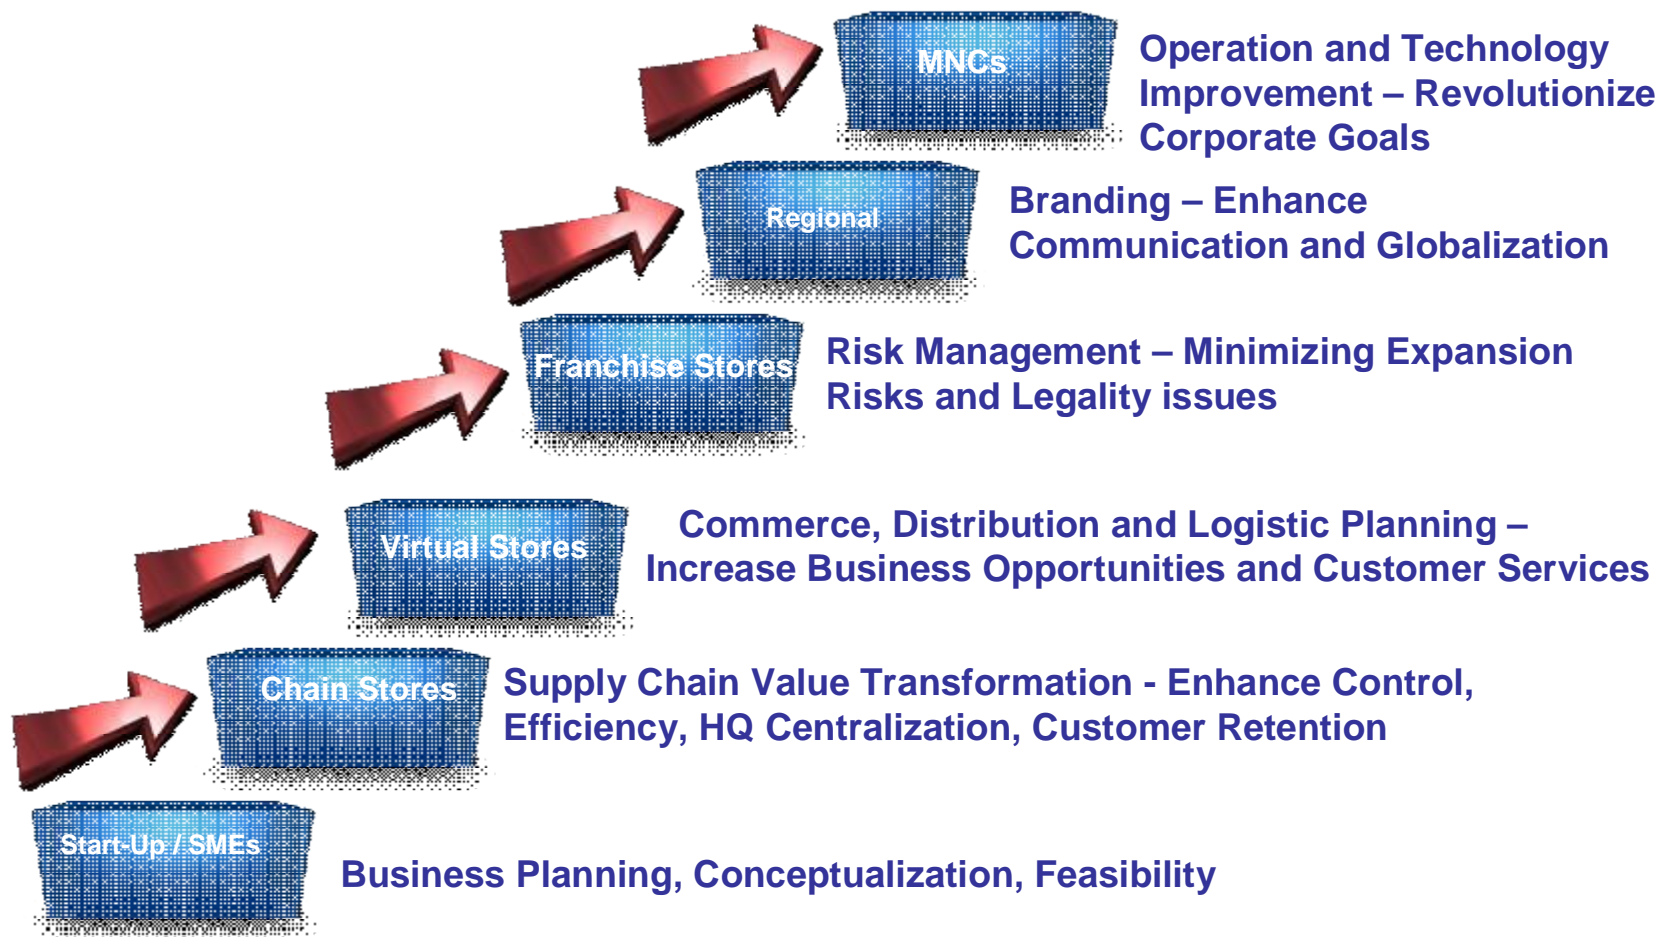 MNCs
Operation and Technology
Improvement – Revolutionize
Corporate Goals
Regional
Branding – Enhance
Communication and Globalization
Franchise Stores
Risk Management – Minimizing Expansion
Risks and Legality issues
Virtual Stores
Commerce, Distribution and Logistic Planning –
Increase Business Opportunities and Customer Services
Chain Stores
Supply Chain Value Transformation - Enhance Control,
Efficiency, HQ Centralization, Customer Retention
Start-Up / SMEs
Business Planning, Conceptualization, Feasibility